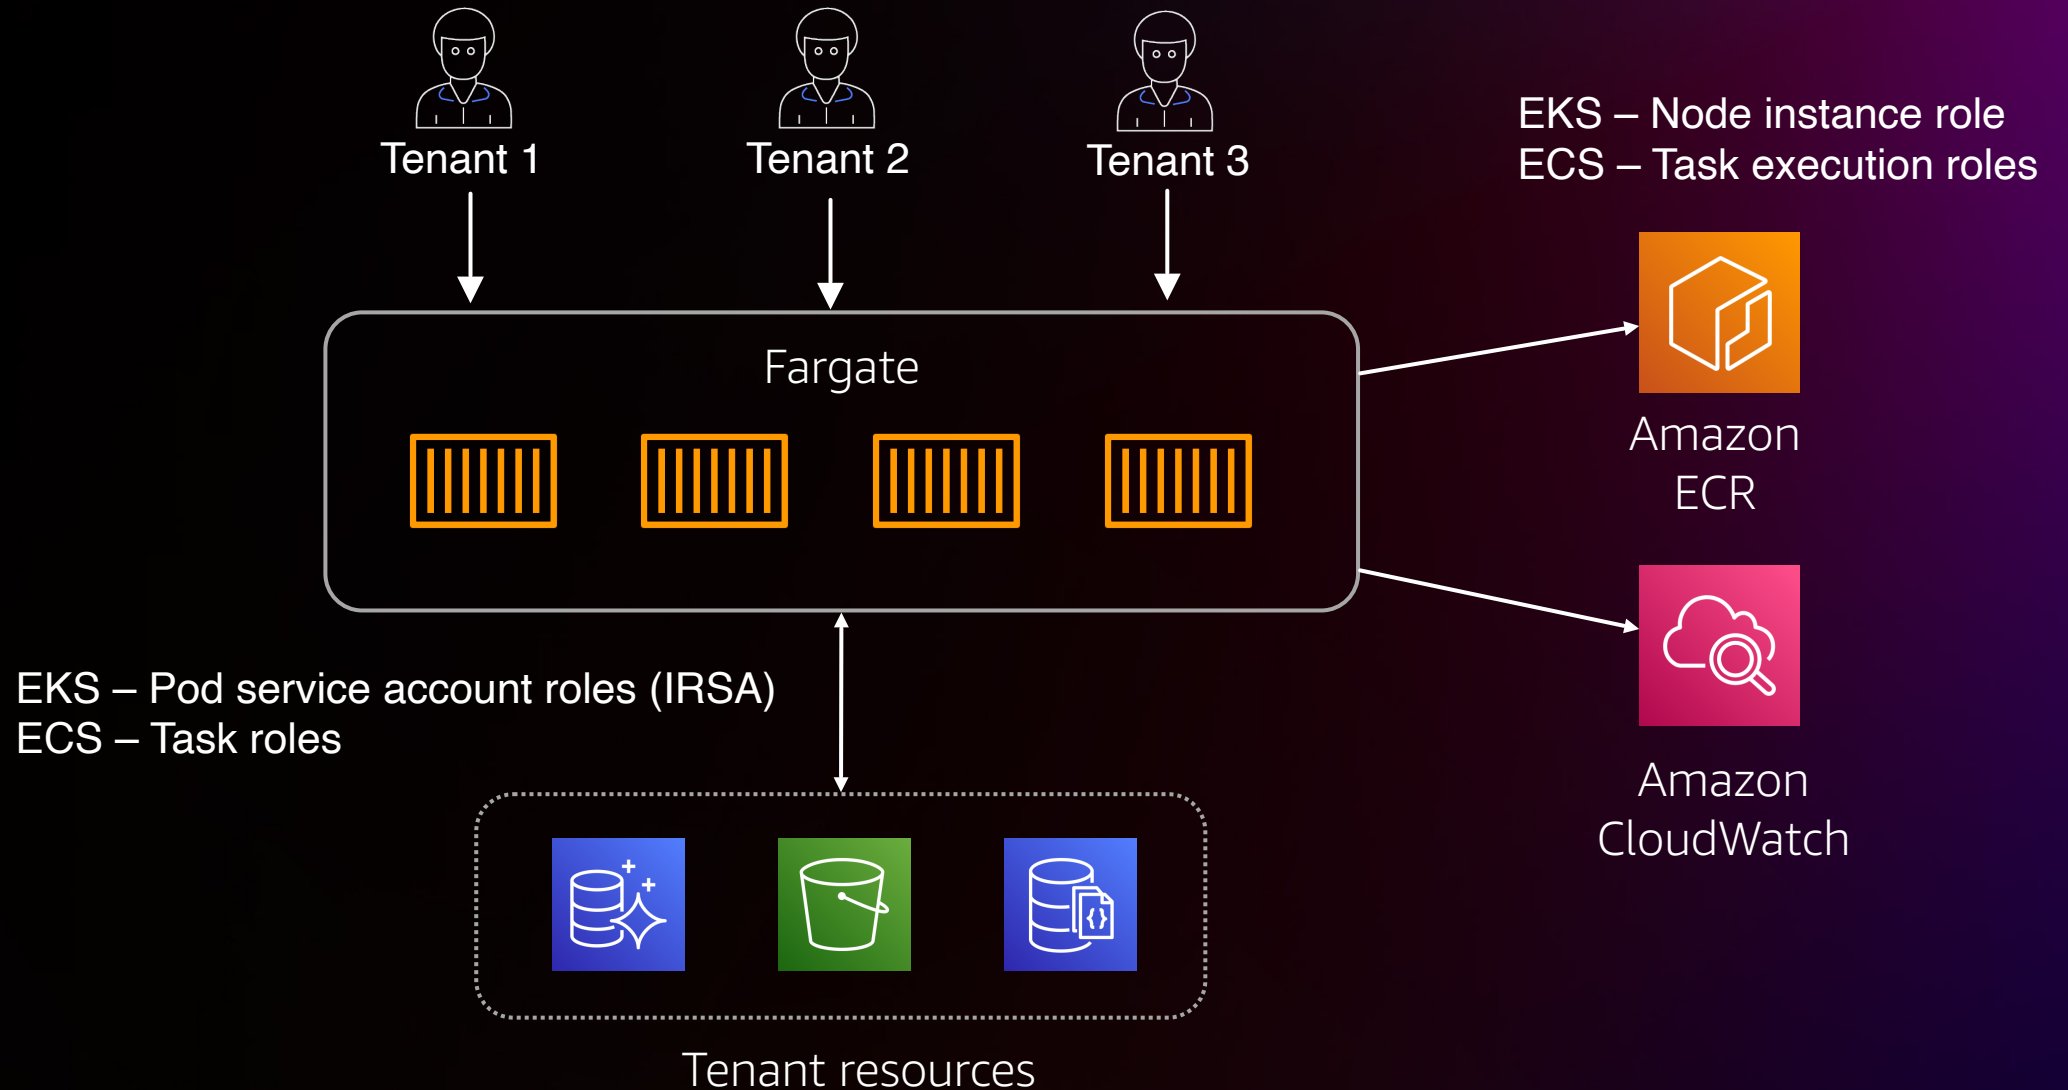 Tenant 1
Tenant 2
Tenant 3
EKS – Node instance role
ECS – Task execution roles
Fargate
Amazon
ECR
EKS – Pod service account roles (IRSA)
ECS – Task roles
Amazon
CloudWatch
{}
Tenant resources